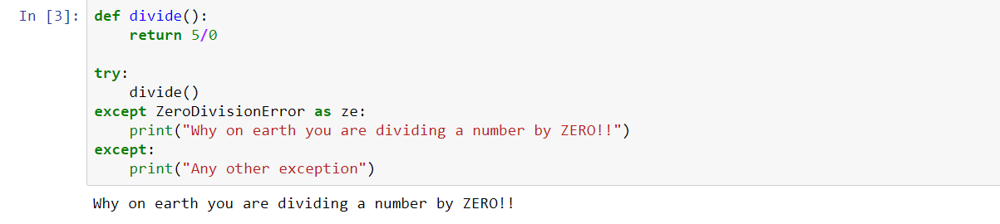 In [3]: def divide():
    return 5/0

try:
    divide()
except ZeroDivisionError as ze:
    print("Why on earth you are dividing a number by ZERO!!")
except:
    print("Any other exception")
Why on earth you are dividing a number by ZERO!!